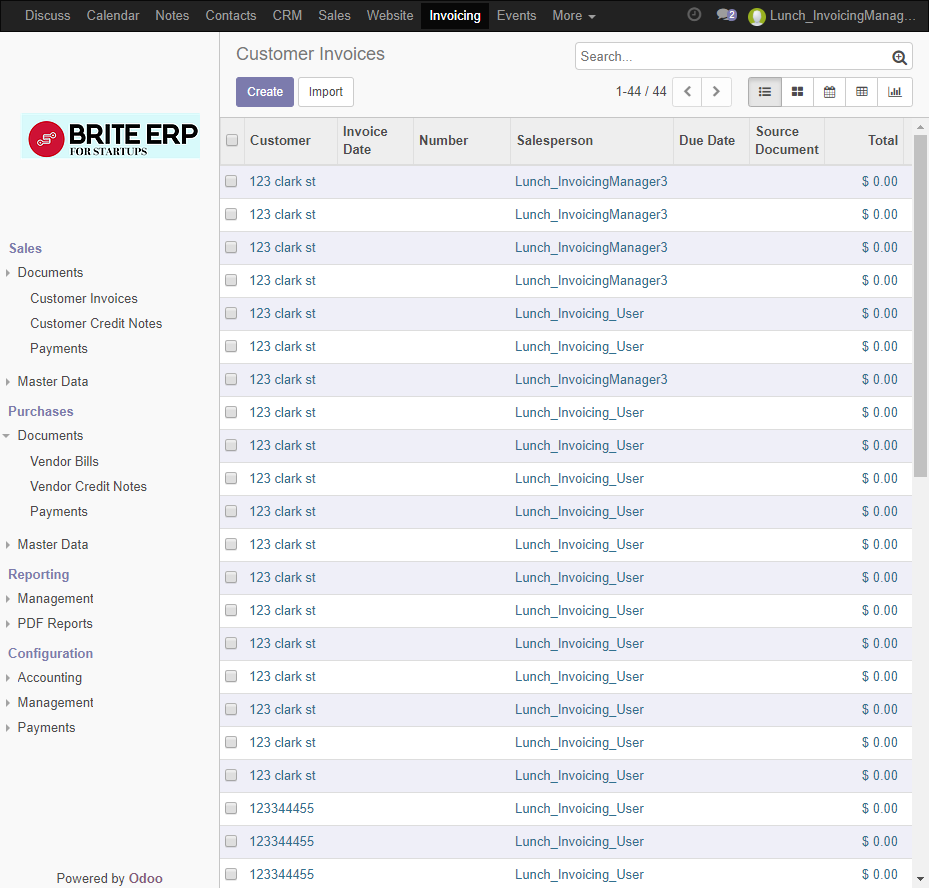 Discuss Calendar Notes Contacts CRM Sales Website Invoicing Events More 2 Lunch_InvoicingManag...
Customer Invoices
Search...
Create Import
1-44 / 44
BRITE ERP
FOR STARTUPS
Sales
Documents
Customer Invoices
Customer Credit Notes
Payments
Master Data
Purchases
Documents
Vendor Bills
Vendor Credit Notes
Payments
Master Data
Reporting
Management
PDF Reports
Configuration
Accounting
Management
Payments
Powered by Odoo
Customer Invoice Date Number Salesperson Due Date Source Document Total
123 clark st Lunch_InvoicingManager3 $ 0.00
123 clark st Lunch_InvoicingManager3 $ 0.00
123 clark st Lunch_InvoicingManager3 $ 0.00
123 clark st Lunch_InvoicingManager3 $ 0.00
123 clark st Lunch_Invoicing_User $ 0.00
123 clark st Lunch_Invoicing_User $ 0.00
123 clark st Lunch_InvoicingManager3 $ 0.00
123 clark st Lunch_Invoicing_User $ 0.00
123 clark st Lunch_Invoicing_User $ 0.00
123 clark st Lunch_Invoicing_User $ 0.00
123 clark st Lunch_Invoicing_User $ 0.00
123 clark st Lunch_Invoicing_User $ 0.00
123 clark st Lunch_Invoicing_User $ 0.00
123 clark st Lunch_Invoicing_User $ 0.00
123 clark st Lunch_Invoicing_User $ 0.00
123 clark st Lunch_Invoicing_User $ 0.00
123 clark st Lunch_Invoicing_User $ 0.00
123 clark st Lunch_Invoicing_User $ 0.00
123 clark st Lunch_Invoicing_User $ 0.00
123344455 Lunch_Invoicing_User $ 0.00
123344455 Lunch_Invoicing_User $ 0.00
123344455 Lunch_Invoicing_User $ 0.00